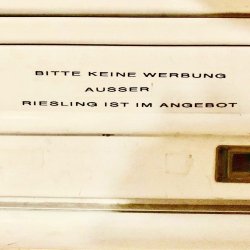 BITTE KEINE WERBUNG
AUSSER
RIESLING IST IM ANGEBOT